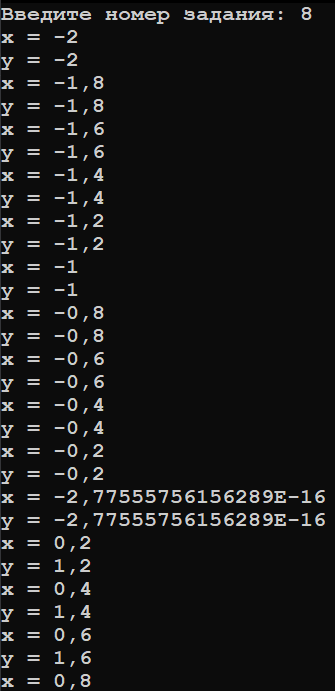 Введите номер задания: 8
x = -2
y = -2
x = -1,8
y = -1,8
x = -1,6
y = -1,6
x = -1,4
y = -1,4
x = -1,2
y = -1,2
x = -1
y = -1
x = -0,8
y = -0,8
x = -0,6
y = -0,6
x = -0,4
y = -0,4
x = -0,2
y = -0,2
x = -2,77555756156289E-16
y = -2,77555756156289E-16
x = 0,2
y = 1,2
x = 0,4
y = 1,4
x = 0,6
y = 1,6
x = 0,8